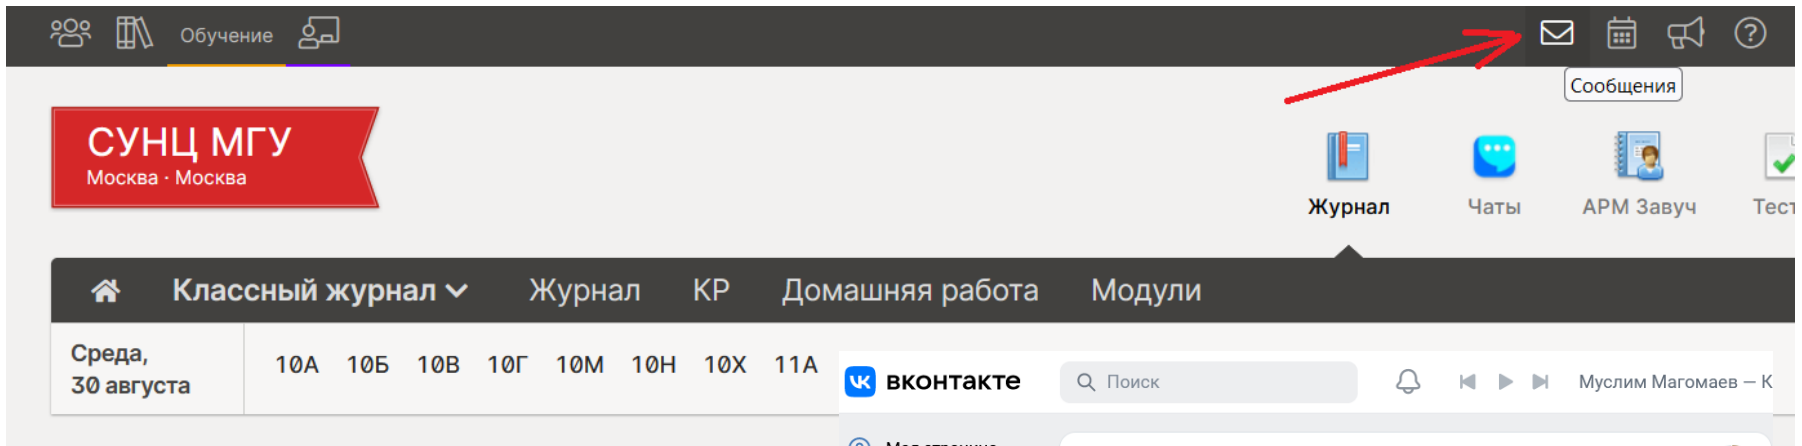 Обучение
Сообщения
СУНЦ МГУ
Москва · Москва
Журнал Чаты АРМ Завуч
Классный журнал Журнал КР Домашняя работа Модули
Среда,
30 августа
10А 10Б 10В 10Г 10М 10Н 10Х 11А
вконтакте Поиск Муслим Магомаев — К